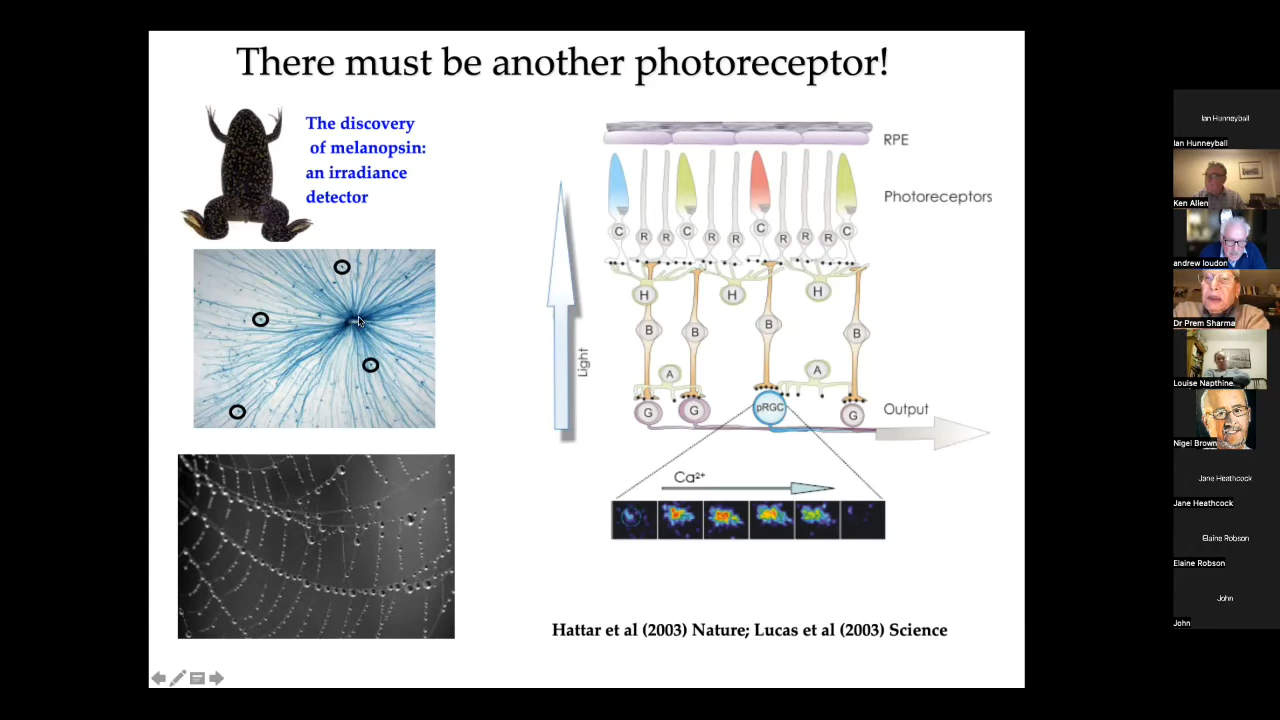 There must be another photoreceptor!
The discovery
of melanopsin:
an irradiance
detector
RPE
Photoreceptors
C
R
R
C
R
R
C
R
R
R
C
H
H
H
B
B
B
B
Light
A
A
G
G
pRGC
G
Output
Ca²⁺
Hattar et al (2003) Nature; Lucas et al (2003) Science
Ian Hunneyball
Ian Hunneyball
Ken Allen
andrew loudon
Dr Prem Sharma
Louise Napthine
Nigel Brown
Jane Heathcock
Jane Heathcock
Elaine Robson
Elaine Robson
John
John